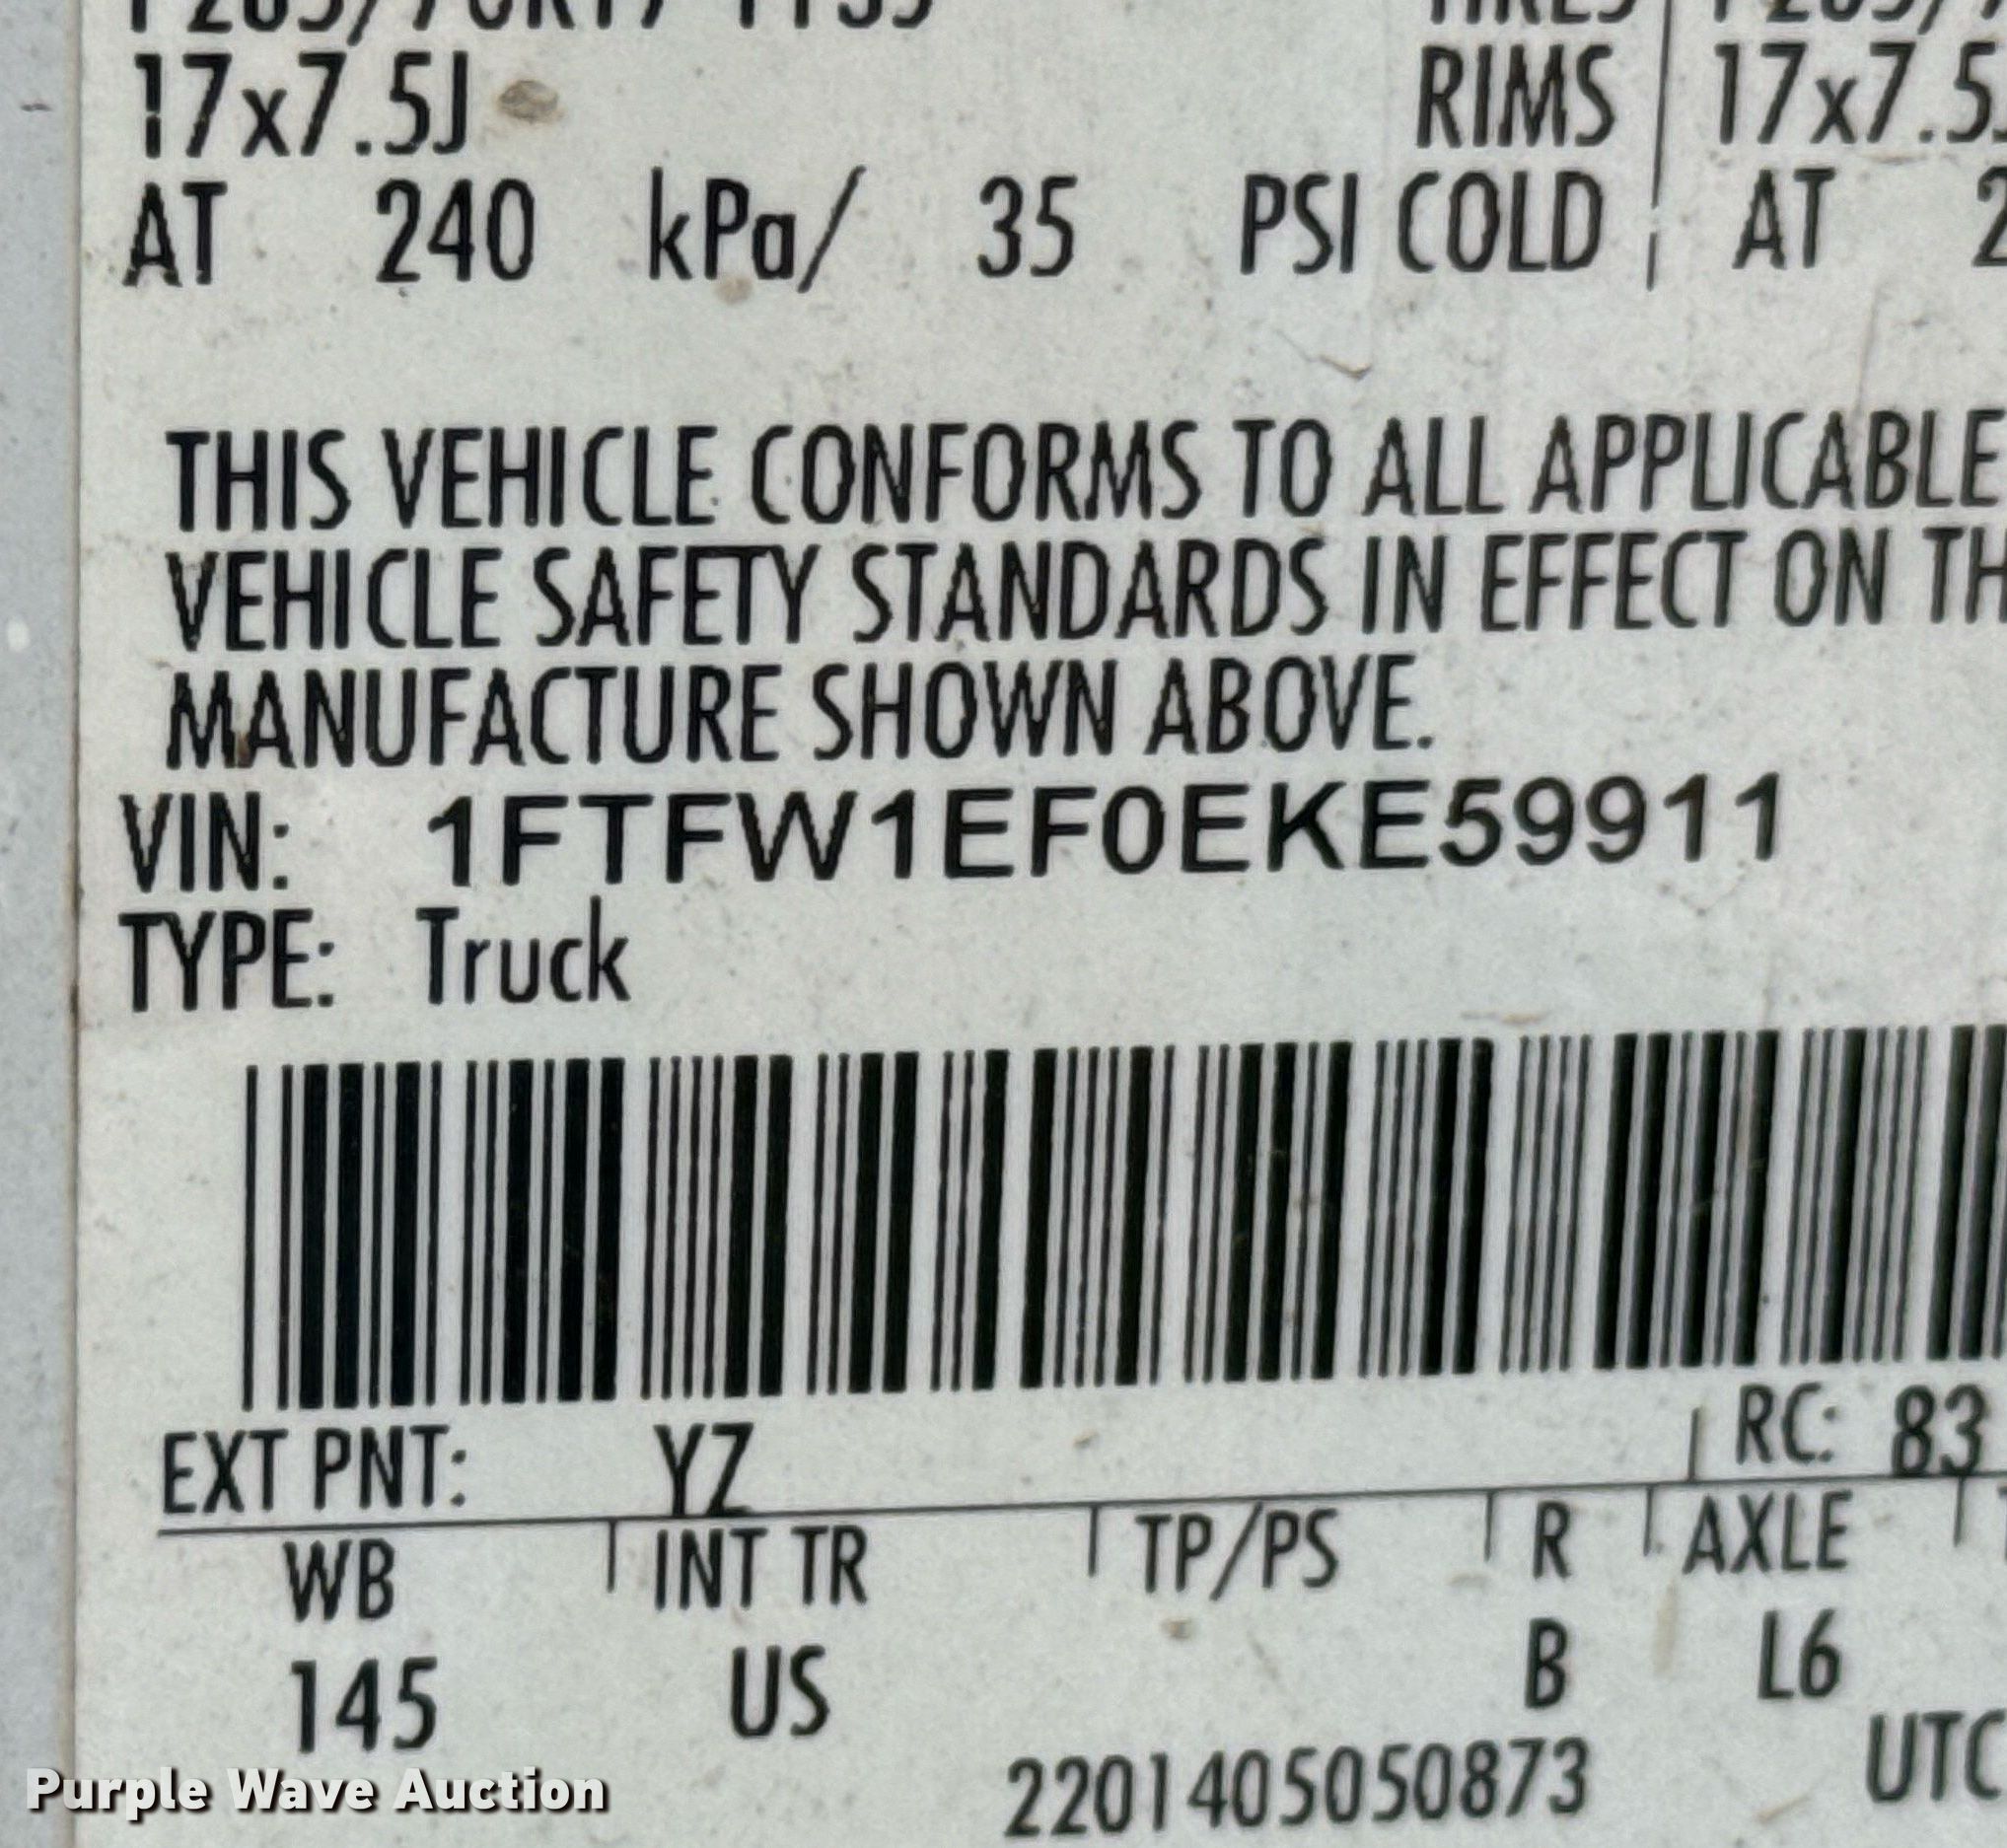 17x7.5J RIMS 17x7.5J
AT 240 kPa/ 35 PSI COLD AT
THIS VEHICLE CONFORMS TO ALL APPLICABLE
VEHICLE SAFETY STANDARDS IN EFFECT ON TH
MANUFACTURE SHOWN ABOVE.
VIN: 1FTFW1EF0EKE59911
TYPE: Truck
EXT PNT: YZ RC: 83
WB INT TR TP/PS R AXLE
145 US B L6
2201405050873 UTC
Purple Wave Auction